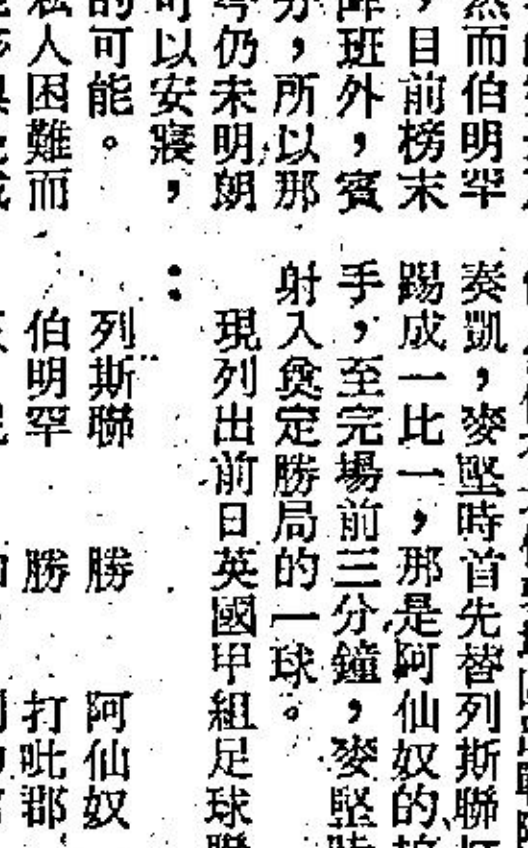 然而伯明罕
，目前榜末
班外，賓
，所以那
仍未明朗
可以安寢，
的可能。
私人困難而
奏凱，麥堅時首先替列斯聯
踢成一比一，那是阿仙奴的
手，至完場前三分鐘，麥堅時
射入奠定勝局的一球。
現列出前日英國甲組足球聯
：
列斯聯　勝　阿仙奴
伯明罕　勝　打吡郡